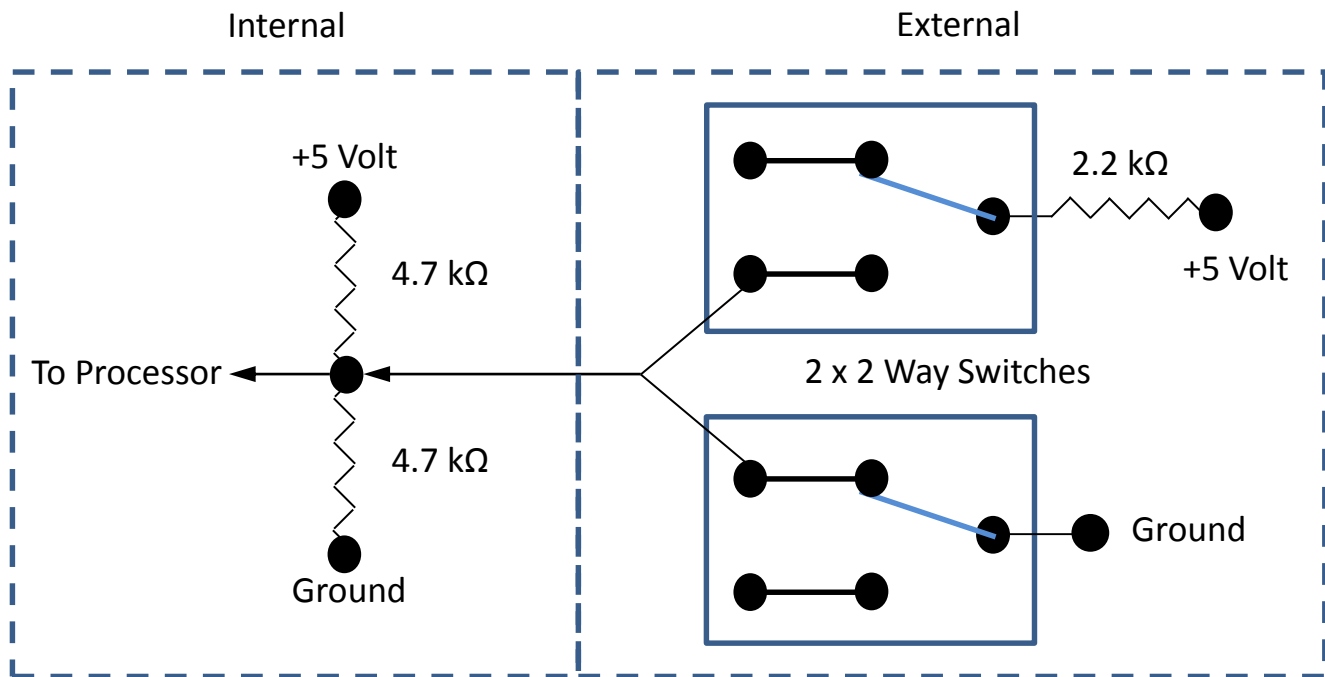 Internal
External
+5 Volt
2.2 kΩ
4.7 kΩ
+5 Volt
To Processor
2 x 2 Way Switches
4.7 kΩ
Ground
Ground